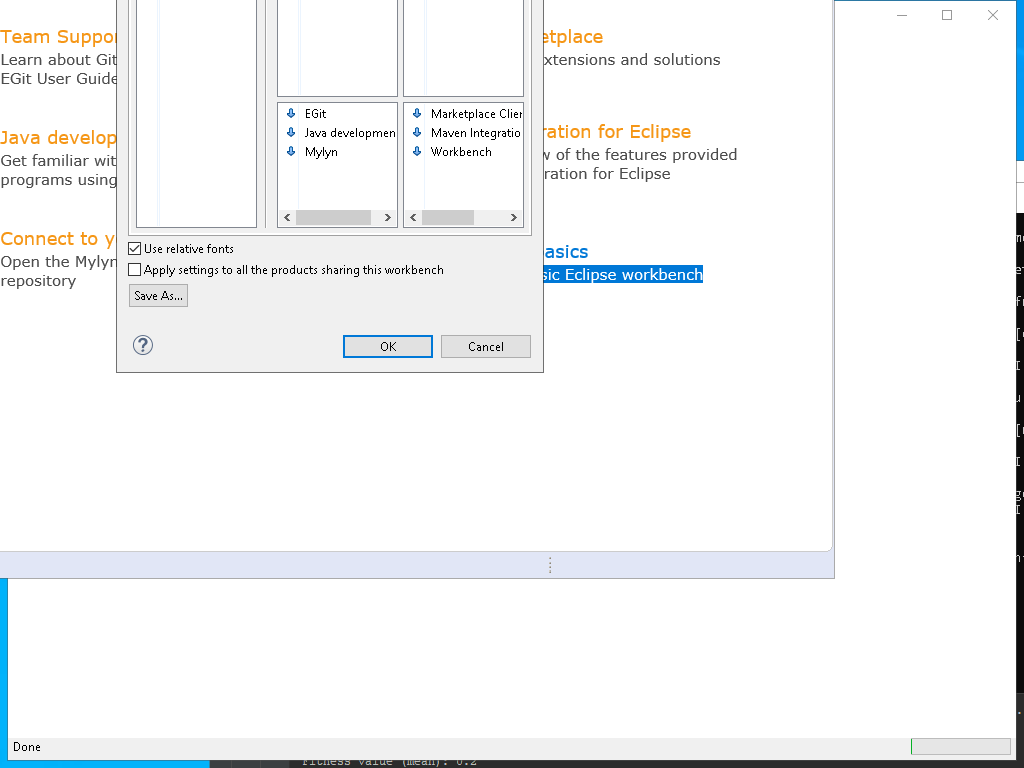 Team Suppor
Learn about Git
EGit User Guide
etplace
xtensions and solutions
Java develop
Get familiar wit
programs using
ration for Eclipse
w of the features provided
ration for Eclipse
Connect to y
Open the Mylyn
repository
asics
sic Eclipse workbench
EGit
Java developmen
Mylyn
Marketplace Clien
Maven Integratio
Workbench
Use relative fonts
Apply settings to all the products sharing this workbench
Save As...
OK
Cancel
Done
Fitness value (mean): 0.2